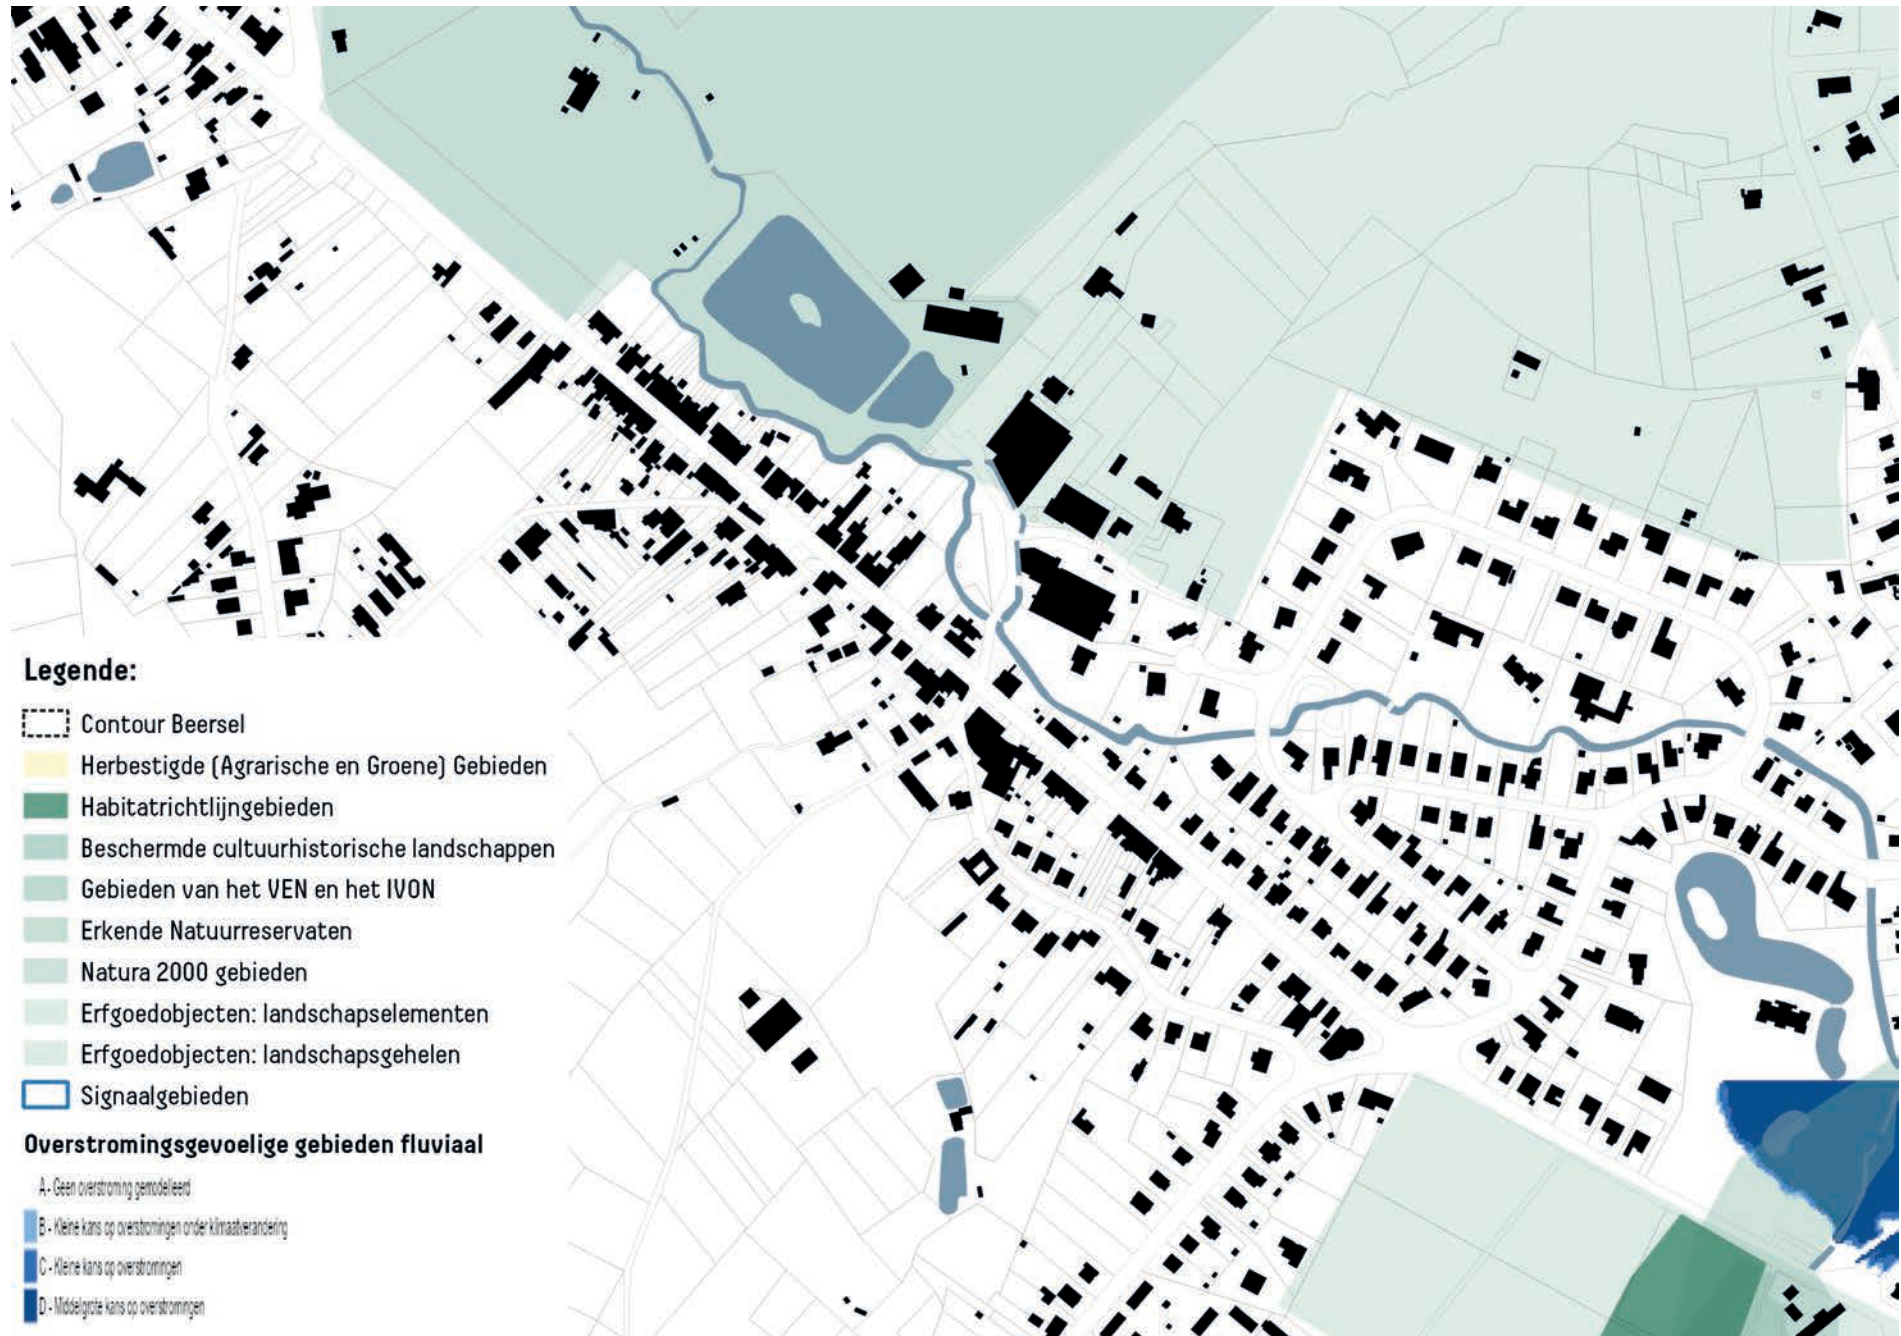 Legende:
Contour Beersel
Herbestigde (Agrarische en Groene) Gebieden
Habitatrichtlijngebieden
Beschermde cultuurhistorische landschappen
Gebieden van het VEN en het IVON
Erkende Natuurreservaten
Natura 2000 gebieden
Erfgoedobjecten: landschapselementen
Erfgoedobjecten: landschapsgehelen
Signaalgebieden
Overstromingsgevoelige gebieden fluviaal
A - Geen overstroming gemodelleerd
B - Kleine kans op overstromingen onder klimaatverandering
C - Kleine kans op overstromingen
D - Middelgrote kans op overstromingen